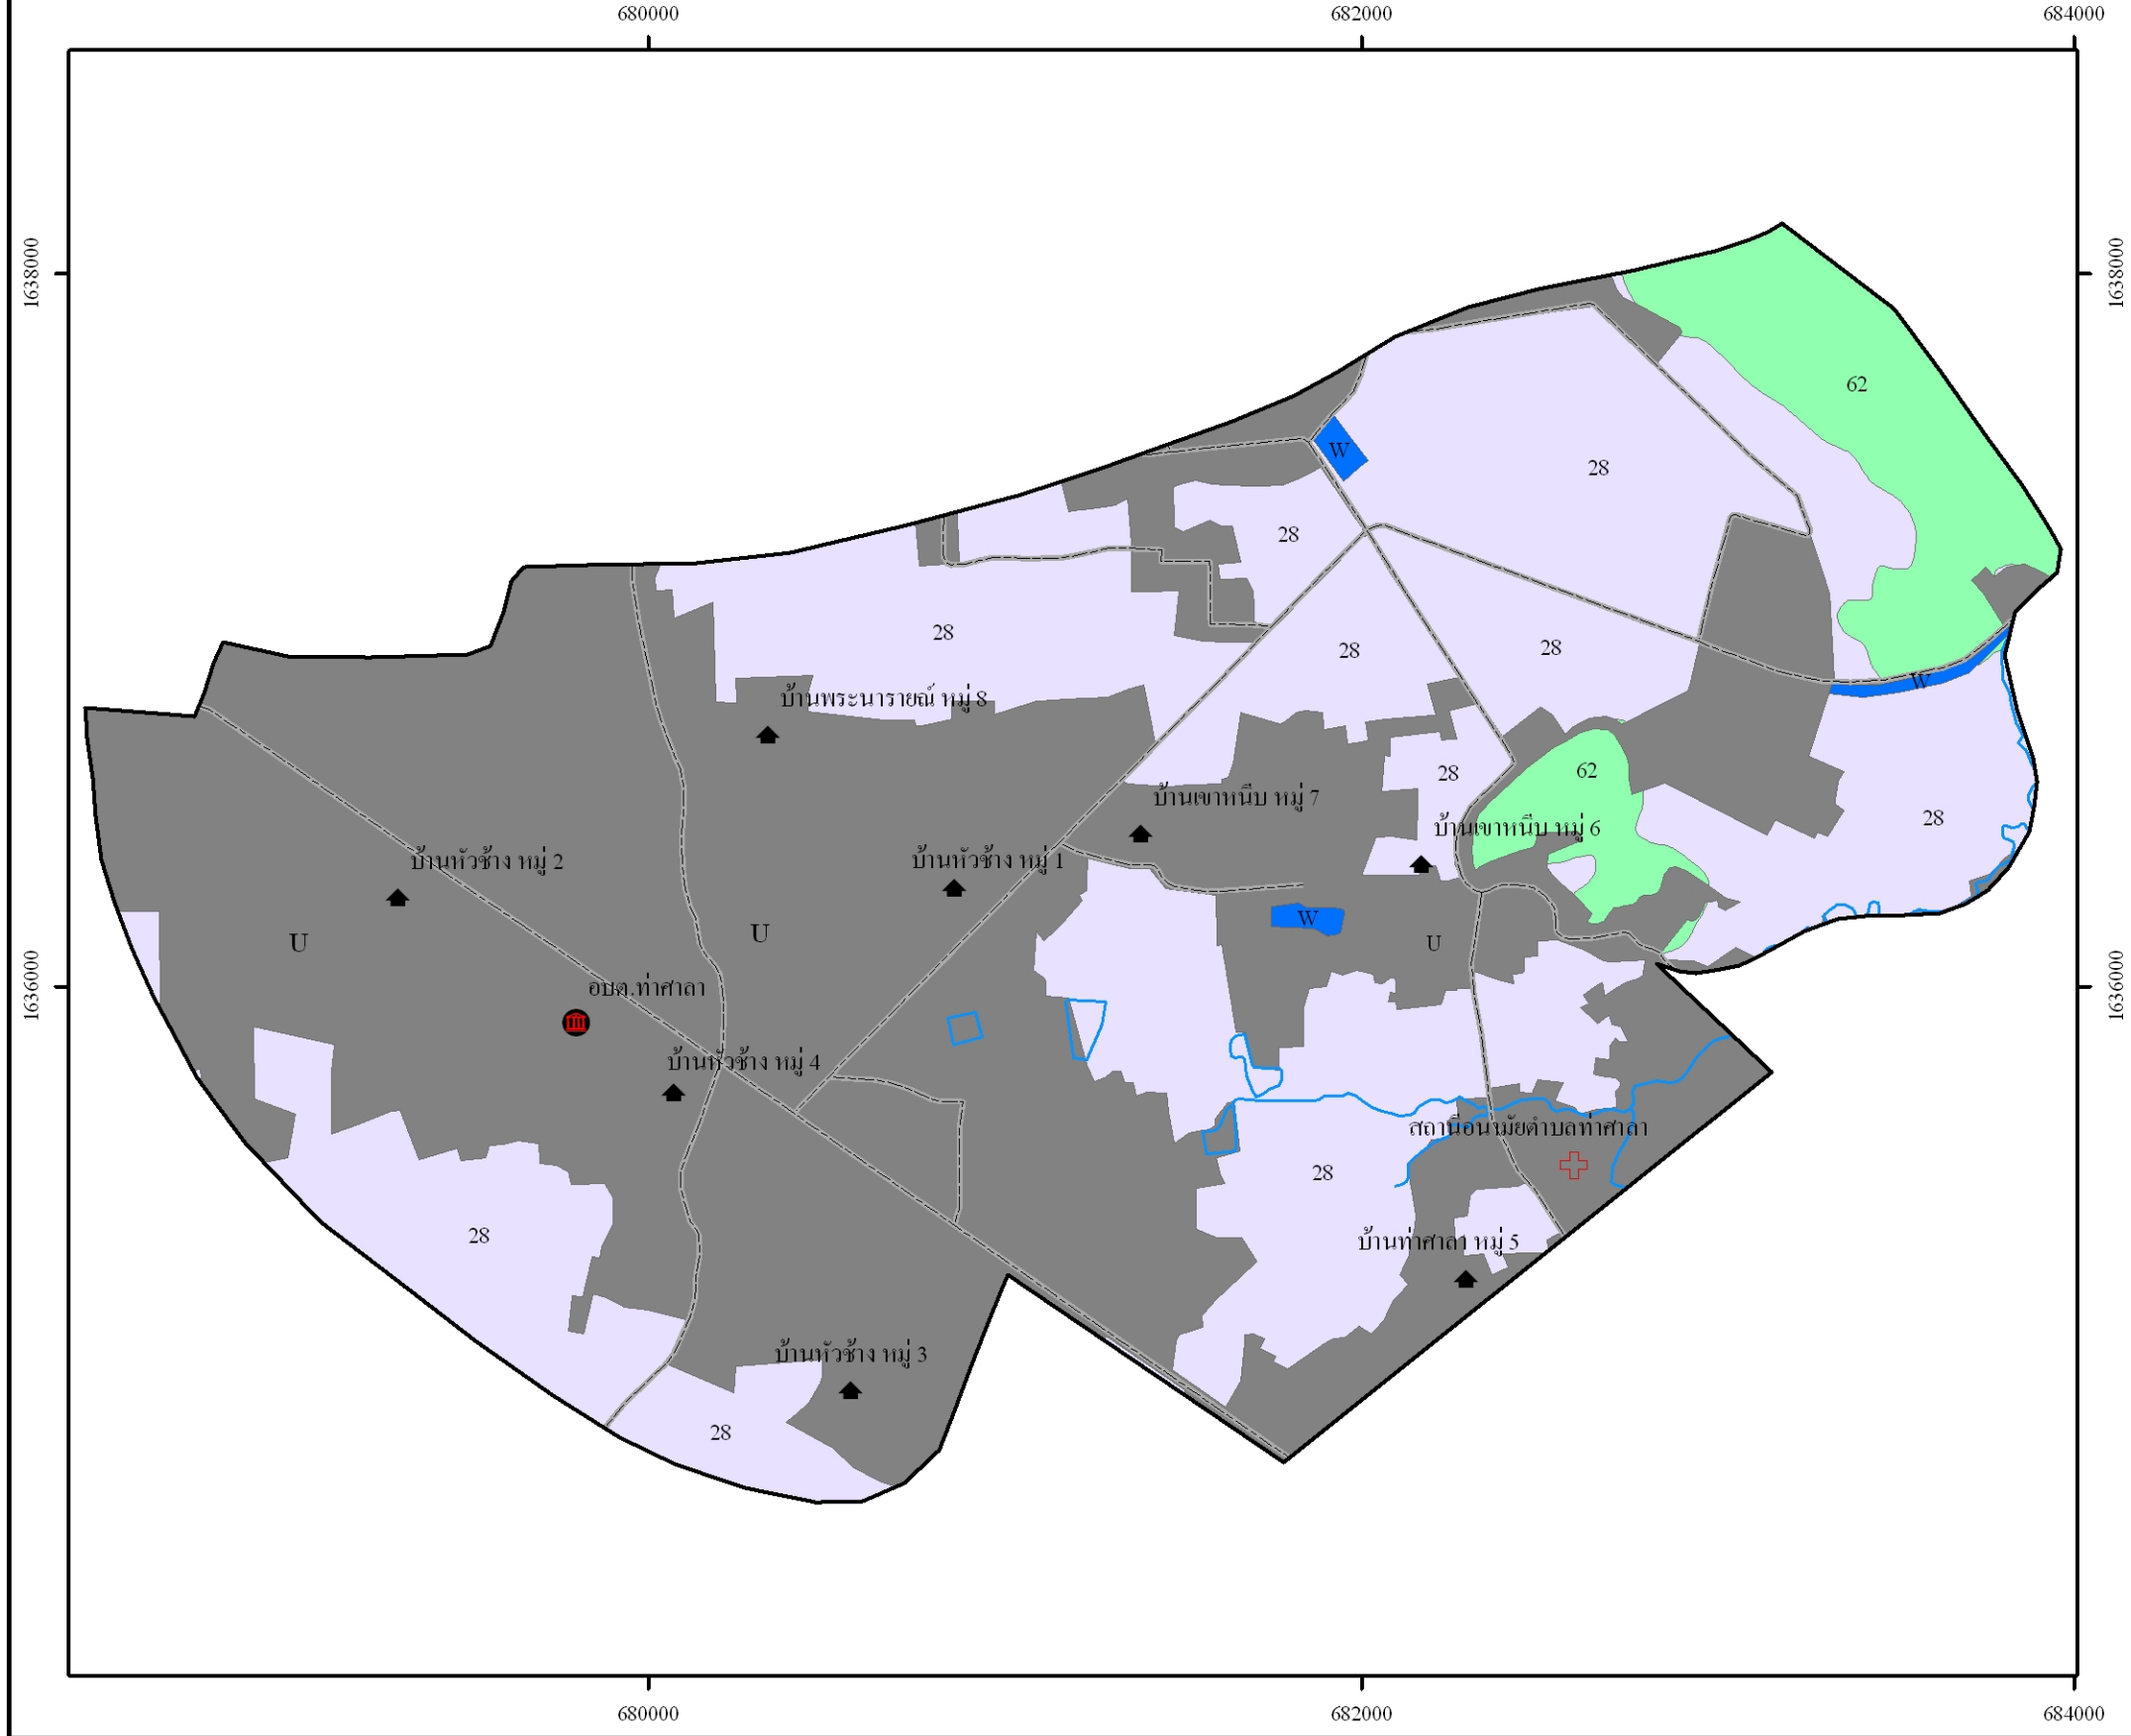 680000
682000
684000
1638000
1638000
62
W
28
28
28
28
28
W
บ้านพระนารายณ์ หมู่ 8
28
62
บ้านเขาหนีบ หมู่ 7
28
บ้านเขาหนีบ หมู่ 6
บ้านหัวช้าง หมู่ 2
บ้านหัวช้าง หมู่ 1
W
U
U
U
1636000
1636000
อบต.ท่าศาลา
บ้านหัวช้าง หมู่ 4
สถานีอนามัยตำบลท่าศาลา
28
28
บ้านท่าศาลา หมู่ 5
บ้านหัวช้าง หมู่ 3
28
680000
682000
684000